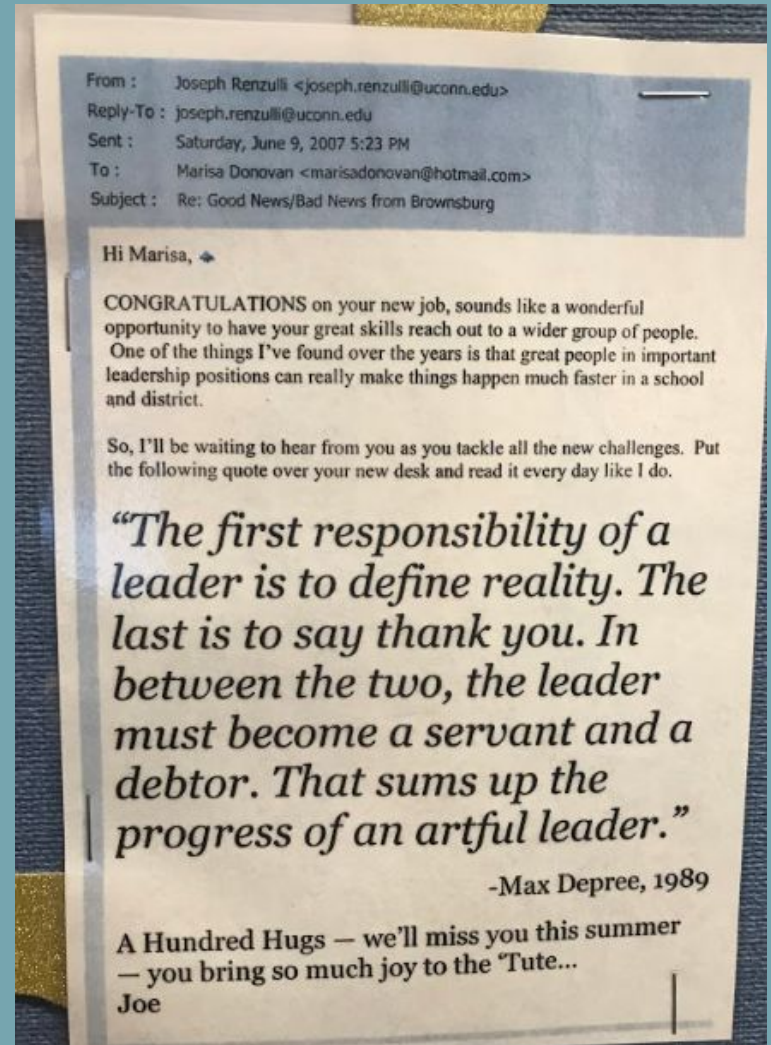 From : Joseph Renzulli <joseph.renzulli@uconn.edu>
Reply-To : joseph.renzulli@uconn.edu
Sent : Saturday, June 9, 2007 5:23 PM
To : Marisa Donovan <marisadonovan@hotmail.com>
Subject : Re: Good News/Bad News from Brownsburg
Hi Marisa,
CONGRATULATIONS on your new job, sounds like a wonderful
opportunity to have your great skills reach out to a wider group of people.
One of the things I've found over the years is that great people in important
leadership positions can really make things happen much faster in a school
and district.
So, I'll be waiting to hear from you as you tackle all the new challenges. Put
the following quote over your new desk and read it every day like I do.
“The first responsibility of a
leader is to define reality. The
last is to say thank you. In
between the two, the leader
must become a servant and a
debtor. That sums up the
progress of an artful leader.”
-Max Depree, 1989
A Hundred Hugs — we'll miss you this summer
— you bring so much joy to the ‘Tute...
Joe